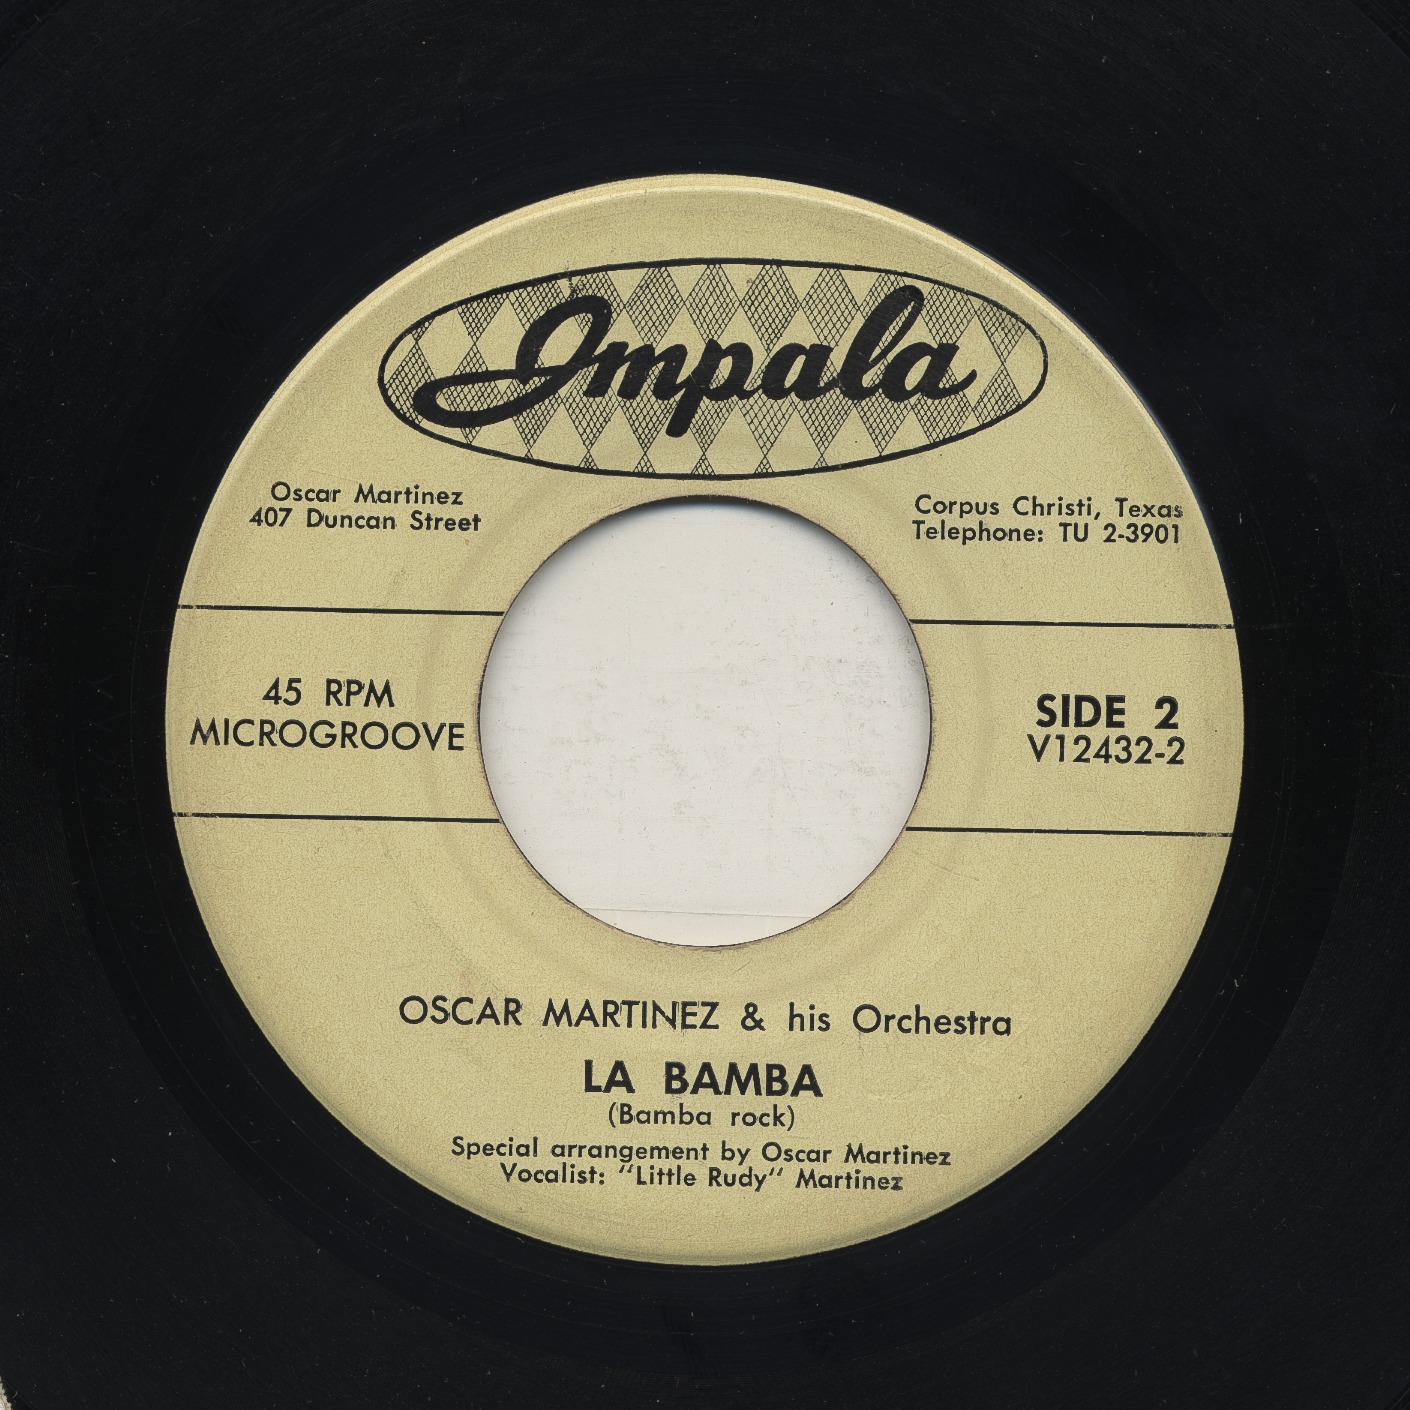 Impala
Oscar Martinez
407 Duncan Street
Corpus Christi, Texas
Telephone: TU 2-3901
45 RPM
MICROGROOVE
SIDE 2
V12432-2
OSCAR MARTINEZ & his Orchestra
LA BAMBA
(Bamba rock)
Special arrangement by Oscar Martinez
Vocalist: "Little Rudy" Martinez